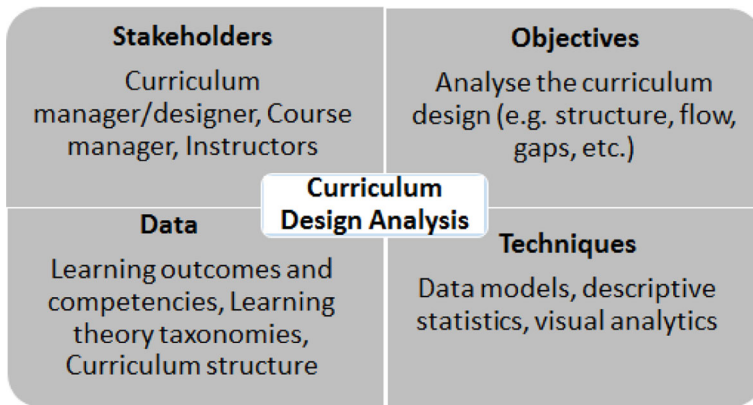 Stakeholders
Curriculum
manager/designer, Course
manager, Instructors
Objectives
Analyse the curriculum
design (e.g. structure, flow,
gaps, etc.)
Curriculum
Design Analysis
Data
Learning outcomes and
competencies, Learning
theory taxonomies,
Curriculum structure
Techniques
Data models, descriptive
statistics, visual analytics